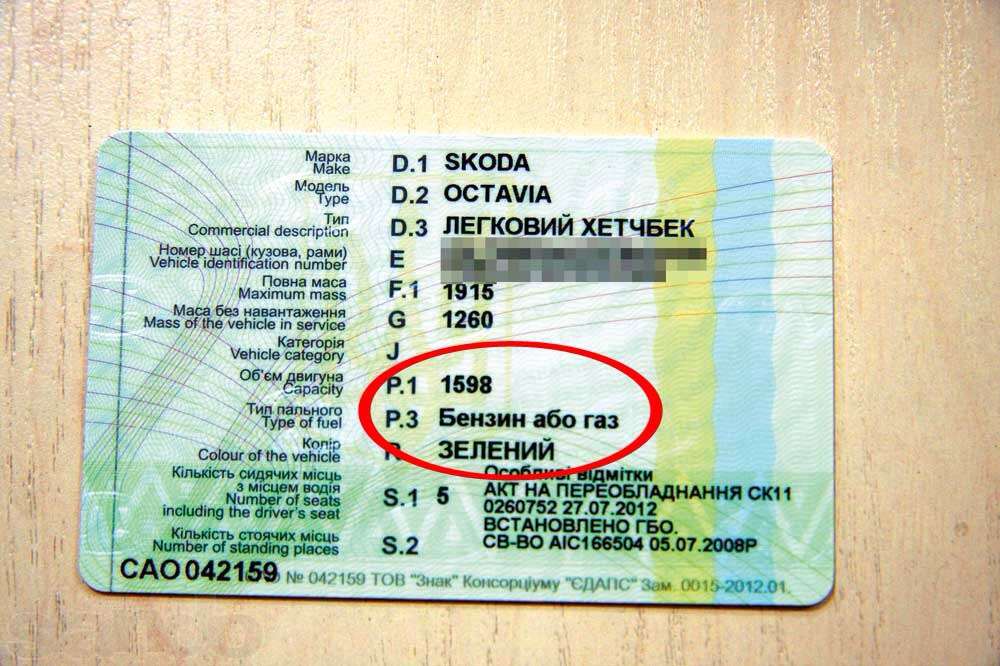 Марка
Make
D.1 SKODA
Модель
Type
D.2 OCTAVIA
Тип
Commercial description
D.3 ЛЕГКОВИЙ ХЕТЧБЕК
Номер шасі (кузова, рами)
Vehicle identification number
E
Повна маса
Maximum mass
F.1 1915
Маса без навантаження
Mass of the vehicle in service
G 1260
Категорія
Vehicle category
J
Об'єм двигуна
Capacity
P.1 1598
Тип пального
Type of fuel
P.3 Бензин або газ
Колір
Colour of the vehicle
R ЗЕЛЕНИЙ
Кількість сидячих місць
з місцем водія
Number of seats
including the driver's seat
S.1 5
Особливі відмітки
АКТ НА ПЕРЕОБЛАДНАННЯ СК11
0260752 27.07.2012
ВСТАНОВЛЕНО ГБО.
СВ-ВО АІС166504 05.07.2008Р
Кількість стоячих місць
Number of standing places
S.2
САО042159
№ 042159 ТОВ "Знак" Консорціуму "ЄДАПС" Зам. 0015-2012.01.